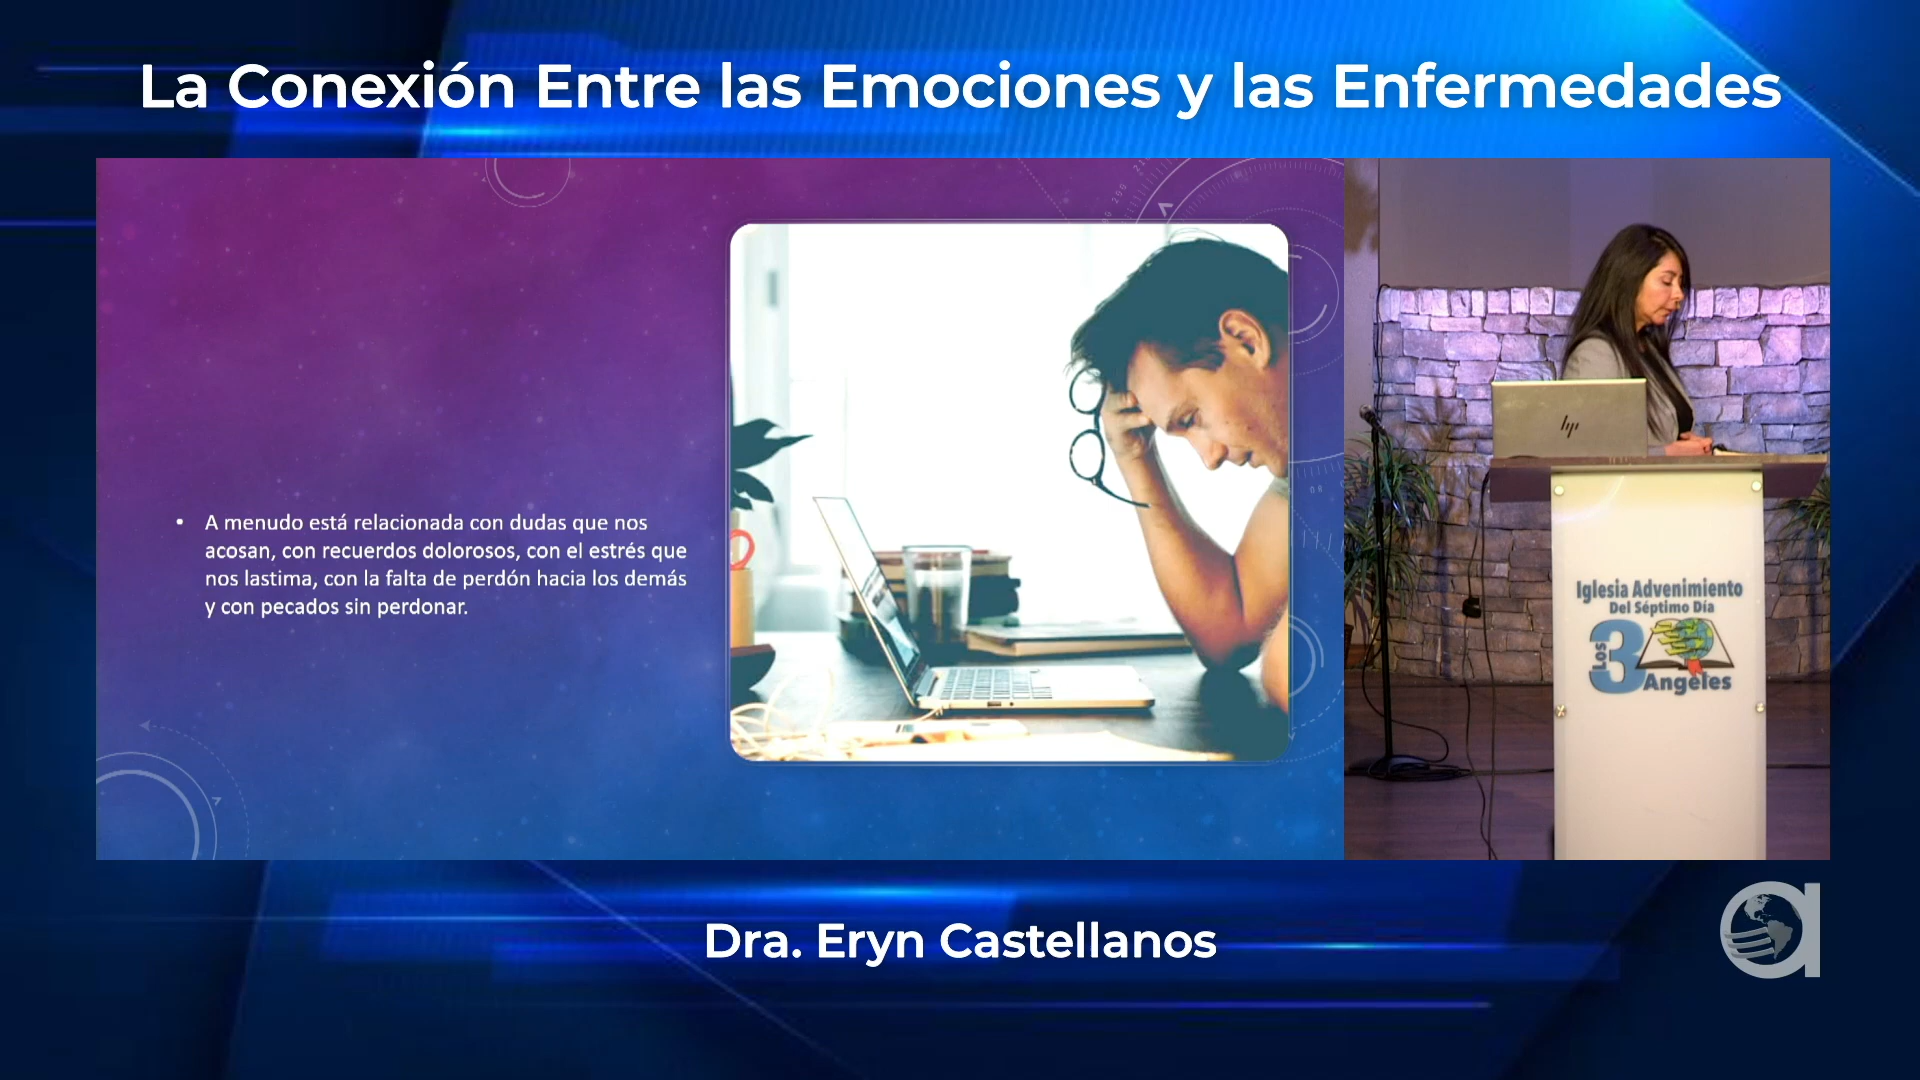 La Conexión Entre las Emociones y las Enfermedades
• A menudo está relacionada con dudas que nos
acosan, con recuerdos dolorosos, con el estrés que
nos lastima, con la falta de perdón hacia los demás
y con pecados sin perdonar.
hp
Iglesia Advenimiento
Del Séptimo Día
Los 3
Angeles
Dra. Eryn Castellanos